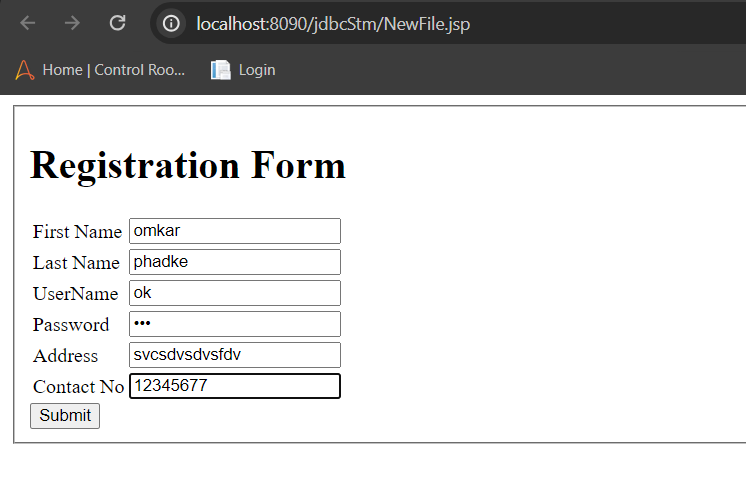 localhost:8090/jdbcStm/NewFile.jsp
Home | Control Roo... Login
Registration Form
First Name omkar
Last Name phadke
UserName ok
Password •••
Address svcsdvsdvsfdv
Contact No 12345677
Submit